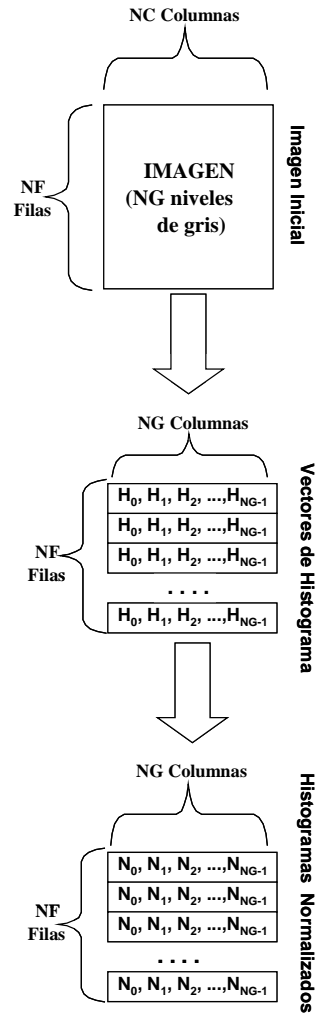 NC Columnas
NF
Filas
IMAGEN
(NG niveles
de gris)
Imagen Inicial
NG Columnas
NF
Filas
H0, H1, H2, ...,HNG-1
H0, H1, H2, ...,HNG-1
H0, H1, H2, ...,HNG-1
. . . .
H0, H1, H2, ...,HNG-1
Vectores de Histograma
NG Columnas
NF
Filas
N0, N1, N2, ...,NNG-1
N0, N1, N2, ...,NNG-1
N0, N1, N2, ...,NNG-1
. . . .
N0, N1, N2, ...,NNG-1
Histogramas Normalizados